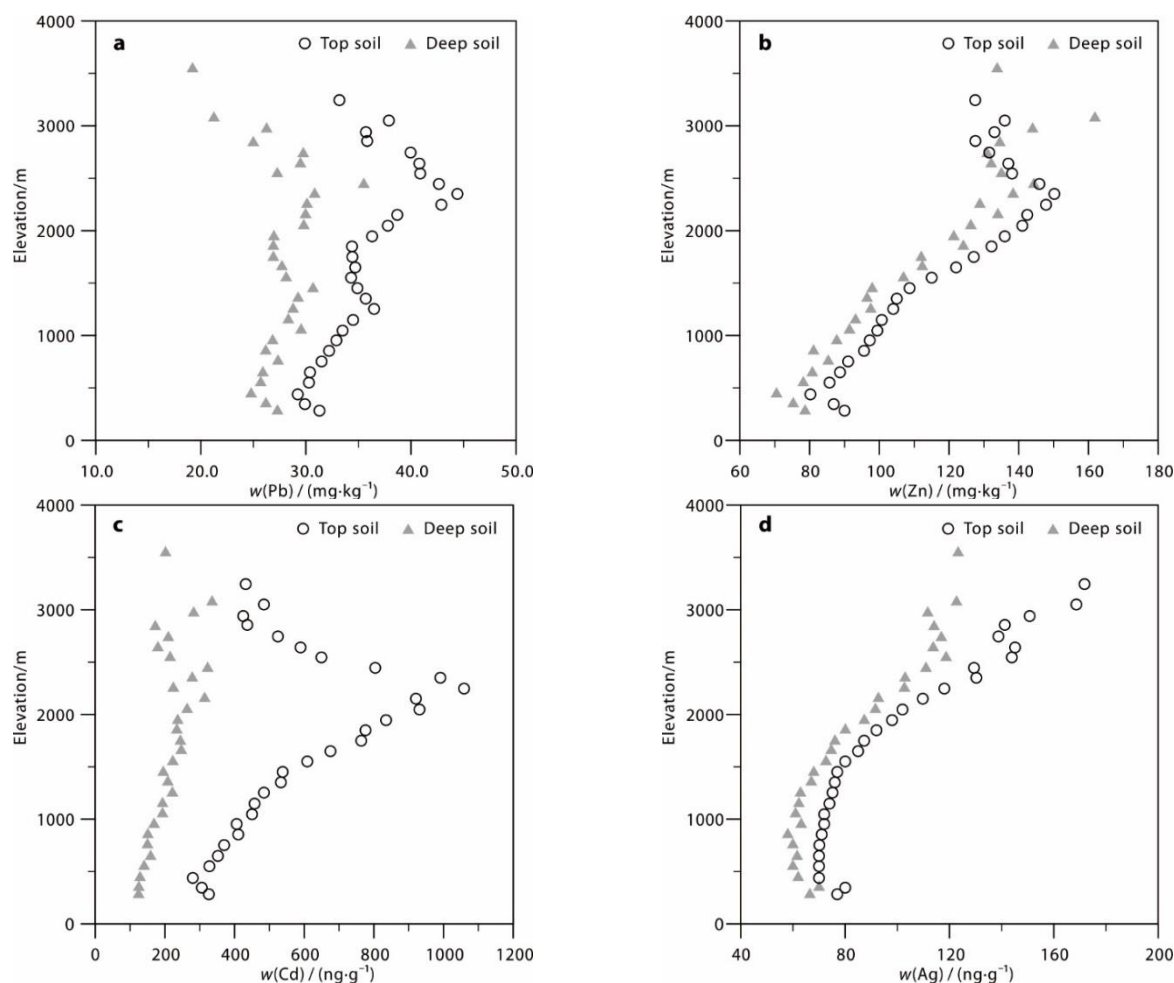 a
Top soil
Deep soil
4000
3000
2000
1000
0
Elevation/m
10.0 20.0 30.0 40.0 50.0
w(Pb) / (mg·kg⁻¹)
b
Top soil
Deep soil
4000
3000
2000
1000
0
Elevation/m
60 80 100 120 140 160 180
w(Zn) / (mg·kg⁻¹)
c
Top soil
Deep soil
4000
3000
2000
1000
0
Elevation/m
0 200 400 600 800 1000 1200
w(Cd) / (ng·g⁻¹)
d
Top soil
Deep soil
4000
3000
2000
1000
0
Elevation/m
40 80 120 160 200
w(Ag) / (ng·g⁻¹)